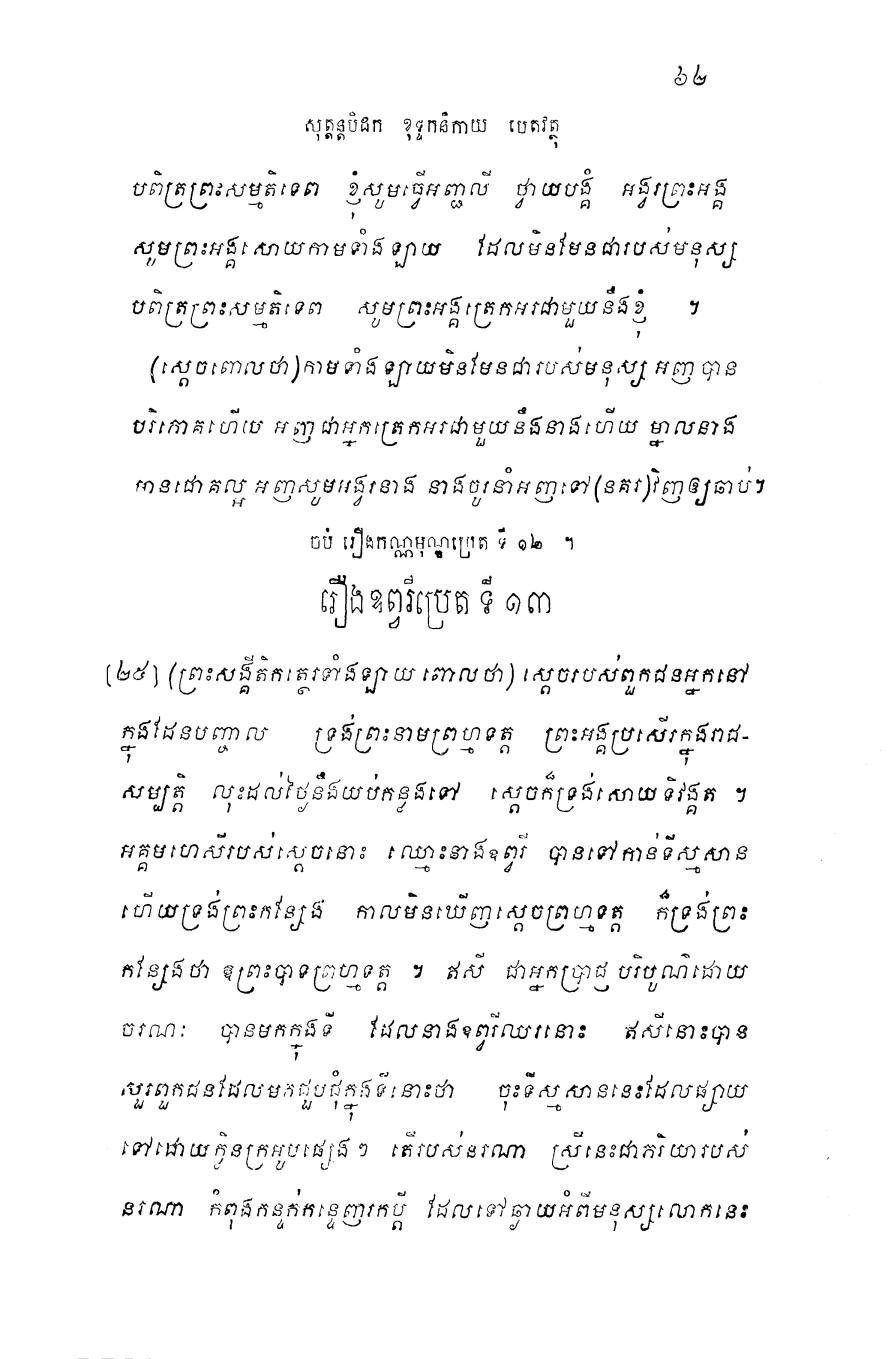 ៦២
សុត្តន្តបិដក ខុទ្ទកនិកាយ បេតវត្ថុ
បពិត្រព្រះសម្មតិទេព ខ្ញុំសូមធ្វើអញ្ជលី ថ្វាយបង្គំ អង្វរព្រះអង្គ
សូមព្រះអង្គសោយកាមទាំងឡាយ ដែលមិនមែនជារបស់មនុស្ស
បពិត្រព្រះសម្មតិទេព សូមព្រះអង្គត្រេកអរជាមួយនឹងខ្ញុំ ។
(ស្តេចពោលថា) កាមទាំងឡាយមិនមែនជារបស់មនុស្ស អញបាន
បរិភោគហើយ អញជាអ្នកត្រេកអរជាមួយនឹងនាងហើយ ម្នាលនាង
មានជោគល្អ អញសូមអង្វរនាង នាងចូរនាំអញទៅ (នគរ) វិញឲ្យឆាប់។
ចប់ រឿងកណ្ណមុណ្ឌប្រេត ទី ១២ ។
រឿងឧព្វរីប្រេត ទី ១៣
[២៥] (ព្រះសង្គីតិកត្ថេរទាំងឡាយ ពោលថា) ស្តេចរបស់ពួកជនអ្នកនៅ
ក្នុងដែនបញ្ចាល ទ្រង់ព្រះនាមព្រហ្មទត្ត ព្រះអង្គប្រសើរក្នុងរាជ-
សម្បត្តិ លុះដល់ថ្ងៃនឹងយប់កន្លងទៅ ស្តេចក៏ទ្រង់សោយទិវង្គត ។
អគ្គមហេសីរបស់ស្តេចនោះ ឈ្មោះនាងឧព្វរី បានទៅកាន់ទីស្មសាន
ហើយទ្រង់ព្រះកន្សែង កាលមិនឃើញស្តេចព្រហ្មទត្ត ក៏ទ្រង់ព្រះ
កន្សែងថា ឱព្រះបាទព្រហ្មទត្ត ។ ឥសី ជាអ្នកប្រាជ្ញ បរិបូណ៌ដោយ
ចរណៈ បានមកក្នុងទី ដែលនាងឧព្វរីឈរនោះ ឥសីនោះបាន
សួរពួកជនដែលមកជួបជុំក្នុងទីនោះថា ចុះទីស្មសាននេះដែលផ្សាយ
ទៅដោយក្លិនក្រអូបផ្សេងៗ តើរបស់នរណា ស្រីនេះជាភរិយារបស់
នរណា កំពុងកន្ទក់កន្ទេញរកប្តី ដែលទៅឆ្ងាយអំពីមនុស្សលោកនេះ